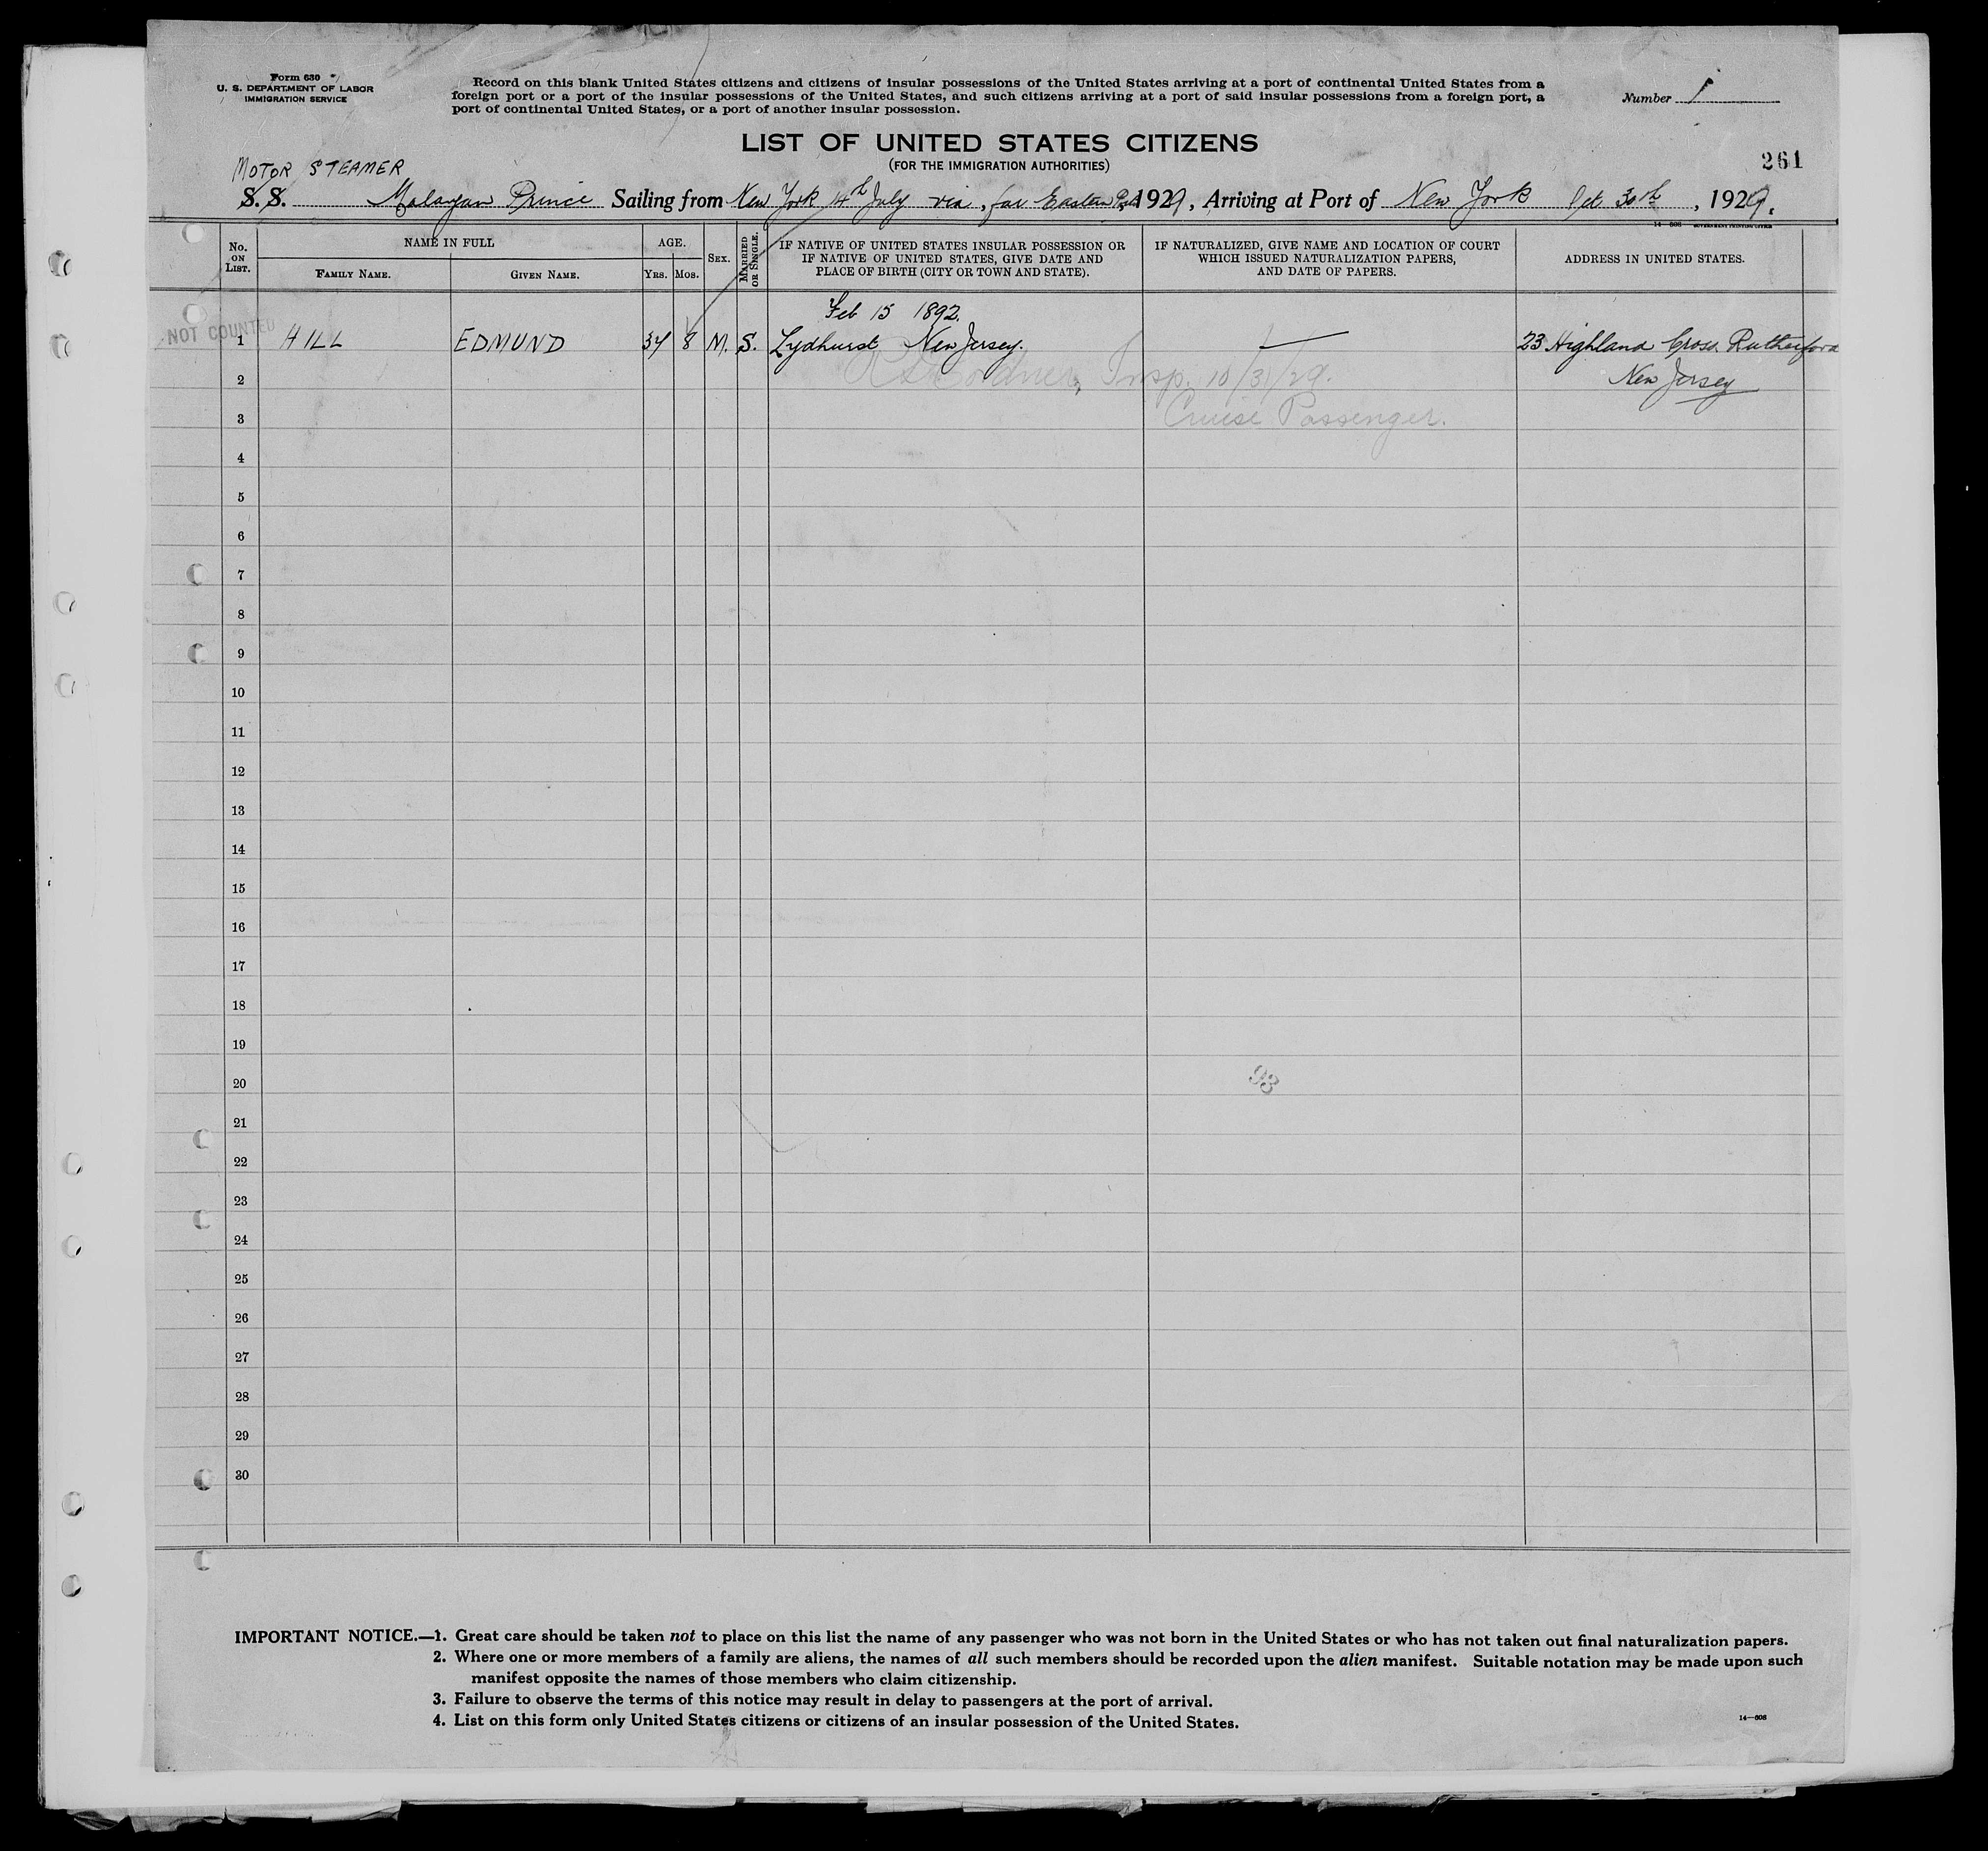 Form 630
U. S. DEPARTMENT OF LABOR
IMMIGRATION SERVICE
Record on this blank United States citizens and citizens of insular possessions of the United States arriving at a port of continental United States from a
foreign port or a port of the insular possessions of the United States, and such citizens arriving at a port of said insular possessions from a foreign port, a
port of continental United States, or a port of another insular possession.
Number 1
LIST OF UNITED STATES CITIZENS
(FOR THE IMMIGRATION AUTHORITIES)
261
MOTOR STEAMER
S. S. Malayan Prince Sailing from New York 14th July via, far Eastern 1929, Arriving at Port of New York Oct 30th, 1929.
14—608 GOVERNMENT PRINTING OFFICE
No. ON LIST.
NAME IN FULL
FAMILY NAME.
GIVEN NAME.
AGE.
YRS.
MOS.
SEX.
MARRIED OR SINGLE.
IF NATIVE OF UNITED STATES INSULAR POSSESSION OR
IF NATIVE OF UNITED STATES, GIVE DATE AND
PLACE OF BIRTH (CITY OR TOWN AND STATE).
IF NATURALIZED, GIVE NAME AND LOCATION OF COURT
WHICH ISSUED NATURALIZATION PAPERS,
AND DATE OF PAPERS.
ADDRESS IN UNITED STATES.
Feb 15 1892.
NOT COUNTED
1 HILL EDMUND 34 8 M. S. Lydhurst New Jersey. — 23 Highland Cross Rutherford
2 Insp. 10/31/29. New Jersey
3 Cruise Passenger.
4
5
6
7
8
9
10
11
12
13
14
15
16
17
18
19
20
98
21
22
23
24
25
26
27
28
29
30
IMPORTANT NOTICE.—1. Great care should be taken not to place on this list the name of any passenger who was not born in the United States or who has not taken out final naturalization papers.
2. Where one or more members of a family are aliens, the names of all such members should be recorded upon the alien manifest. Suitable notation may be made upon such
manifest opposite the names of those members who claim citizenship.
3. Failure to observe the terms of this notice may result in delay to passengers at the port of arrival.
4. List on this form only United States citizens or citizens of an insular possession of the United States.
14—608